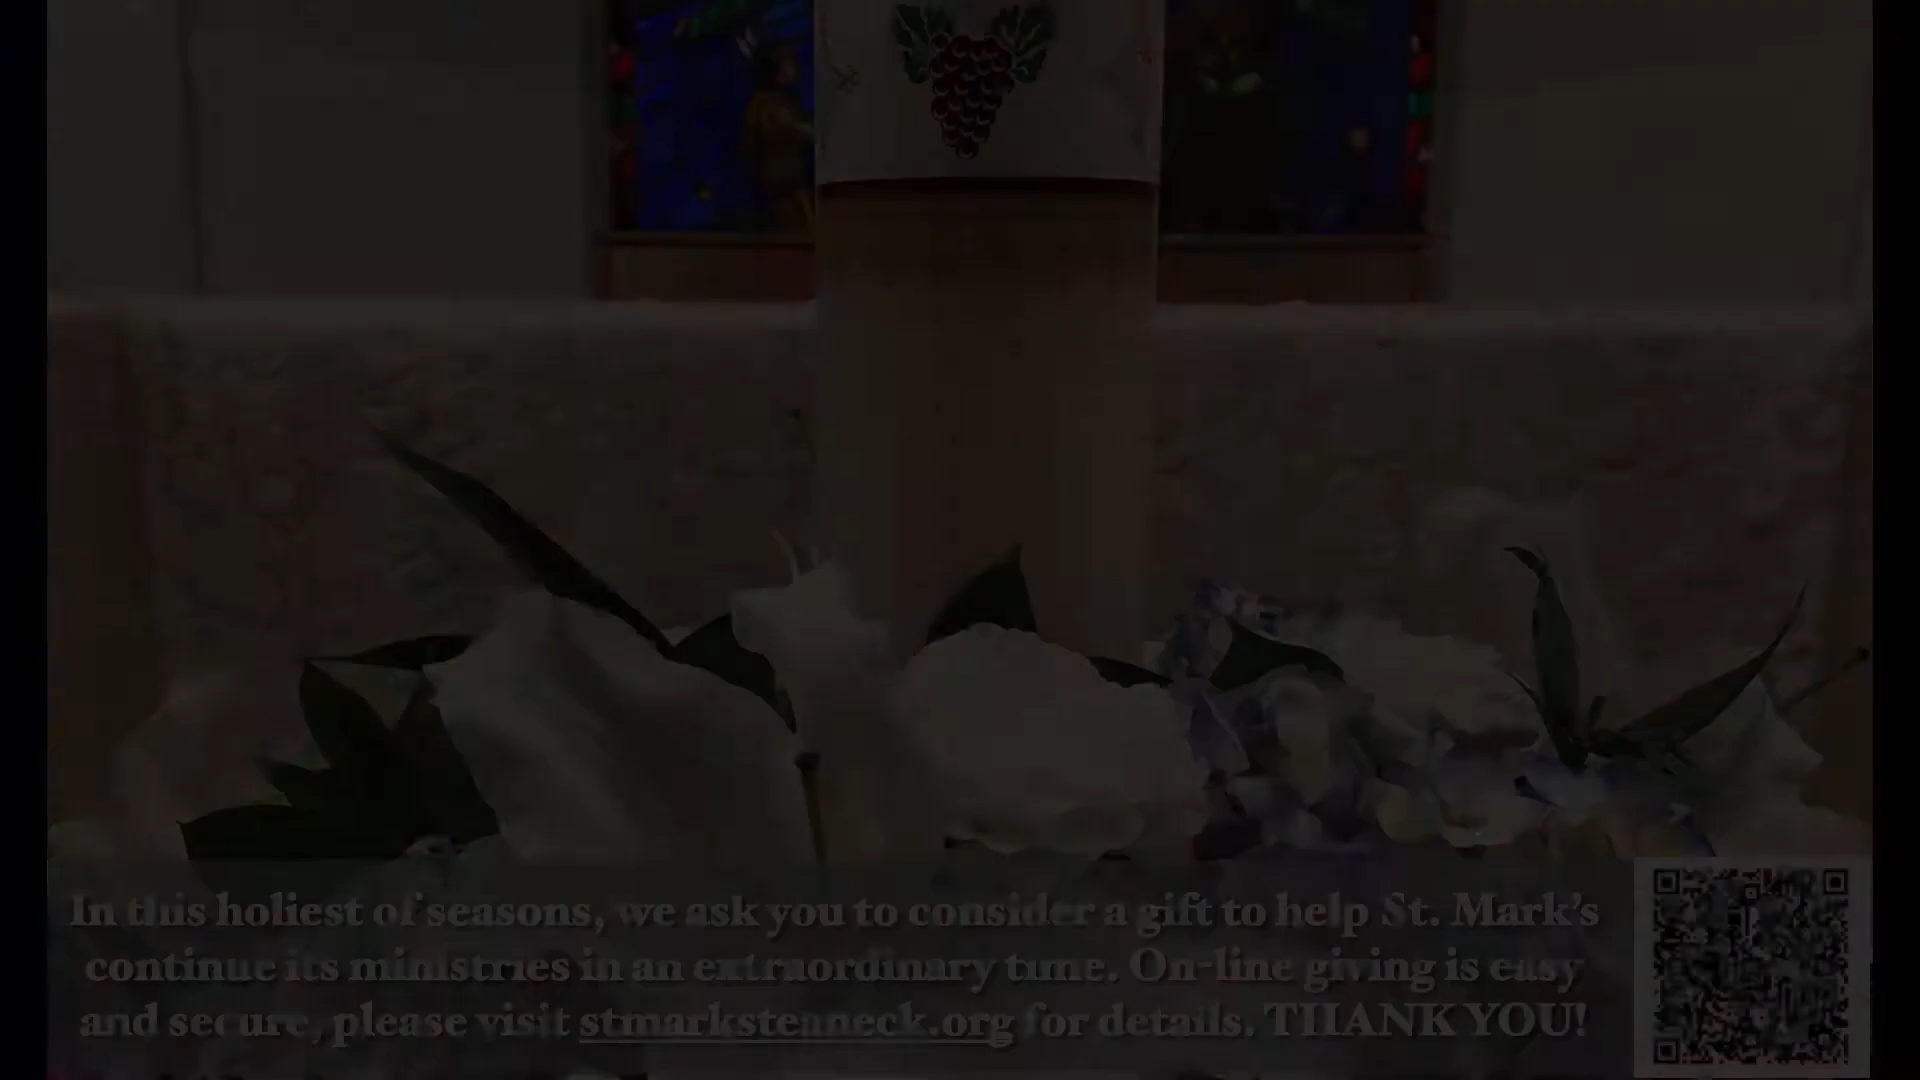 In this holiest of seasons, we ask you to consider a gift to help St. Mark's
continue its ministries in an extraordinary time. On-line giving is easy
and secure, please visit stmarksteaneck.org for details. THANK YOU!